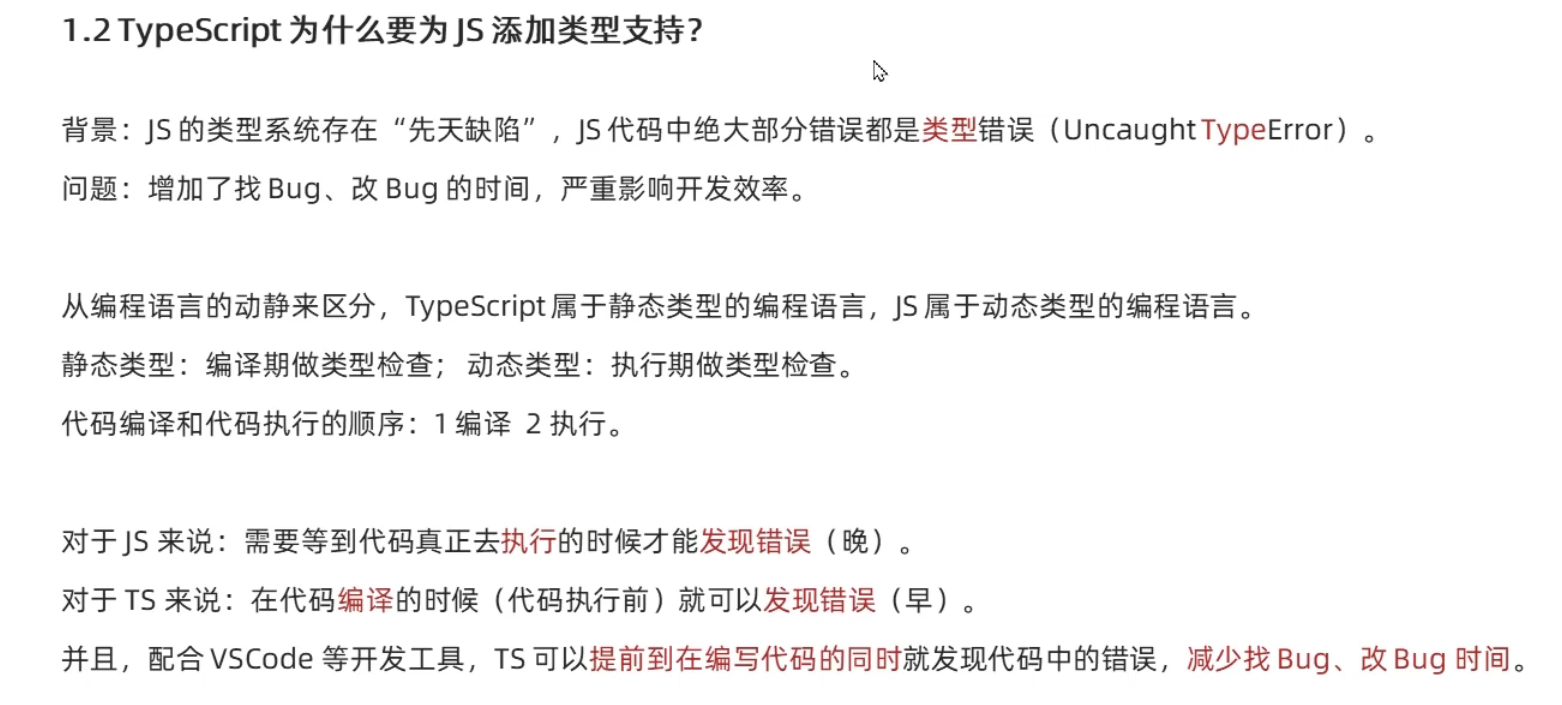 1.2 TypeScript 为什么要为 JS 添加类型支持？
背景：JS 的类型系统存在“先天缺陷”，JS 代码中绝大部分错误都是类型错误（Uncaught TypeError）。
问题：增加了找 Bug、改 Bug 的时间，严重影响开发效率。
从编程语言的动静来区分，TypeScript 属于静态类型的编程语言，JS 属于动态类型的编程语言。
静态类型：编译期做类型检查； 动态类型：执行期做类型检查。
代码编译和代码执行的顺序：1 编译 2 执行。
对于 JS 来说：需要等到代码真正去执行的时候才能发现错误（晚）。
对于 TS 来说：在代码编译的时候（代码执行前）就可以发现错误（早）。
并且，配合 VSCode 等开发工具，TS 可以提前到在编写代码的同时就发现代码中的错误，减少找 Bug、改 Bug 时间。